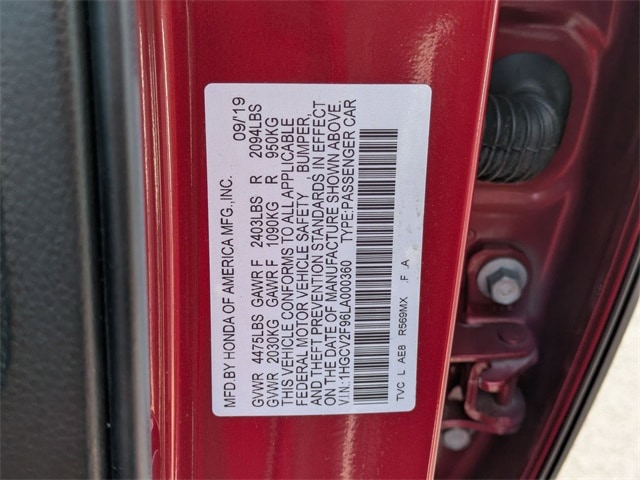 MFD.BY HONDA OF AMERICA MFG.,INC. 09/'19
GVWR 4475LBS GAWR F 2403LBS R 2094LBS
GVWR 2030KG GAWR F 1090KG R 950KG
THIS VEHICLE CONFORMS TO ALL APPLICABLE
FEDERAL MOTOR VEHICLE SAFETY ,BUMPER,
AND THEFT PREVENTION STANDARDS IN EFFECT
ON THE DATE OF MANUFACTURE SHOWN ABOVE.
V.I.N.:1HGCV2F96LA000360 TYPE:PASSENGER CAR
TVC L AE8 R569MX .F .A